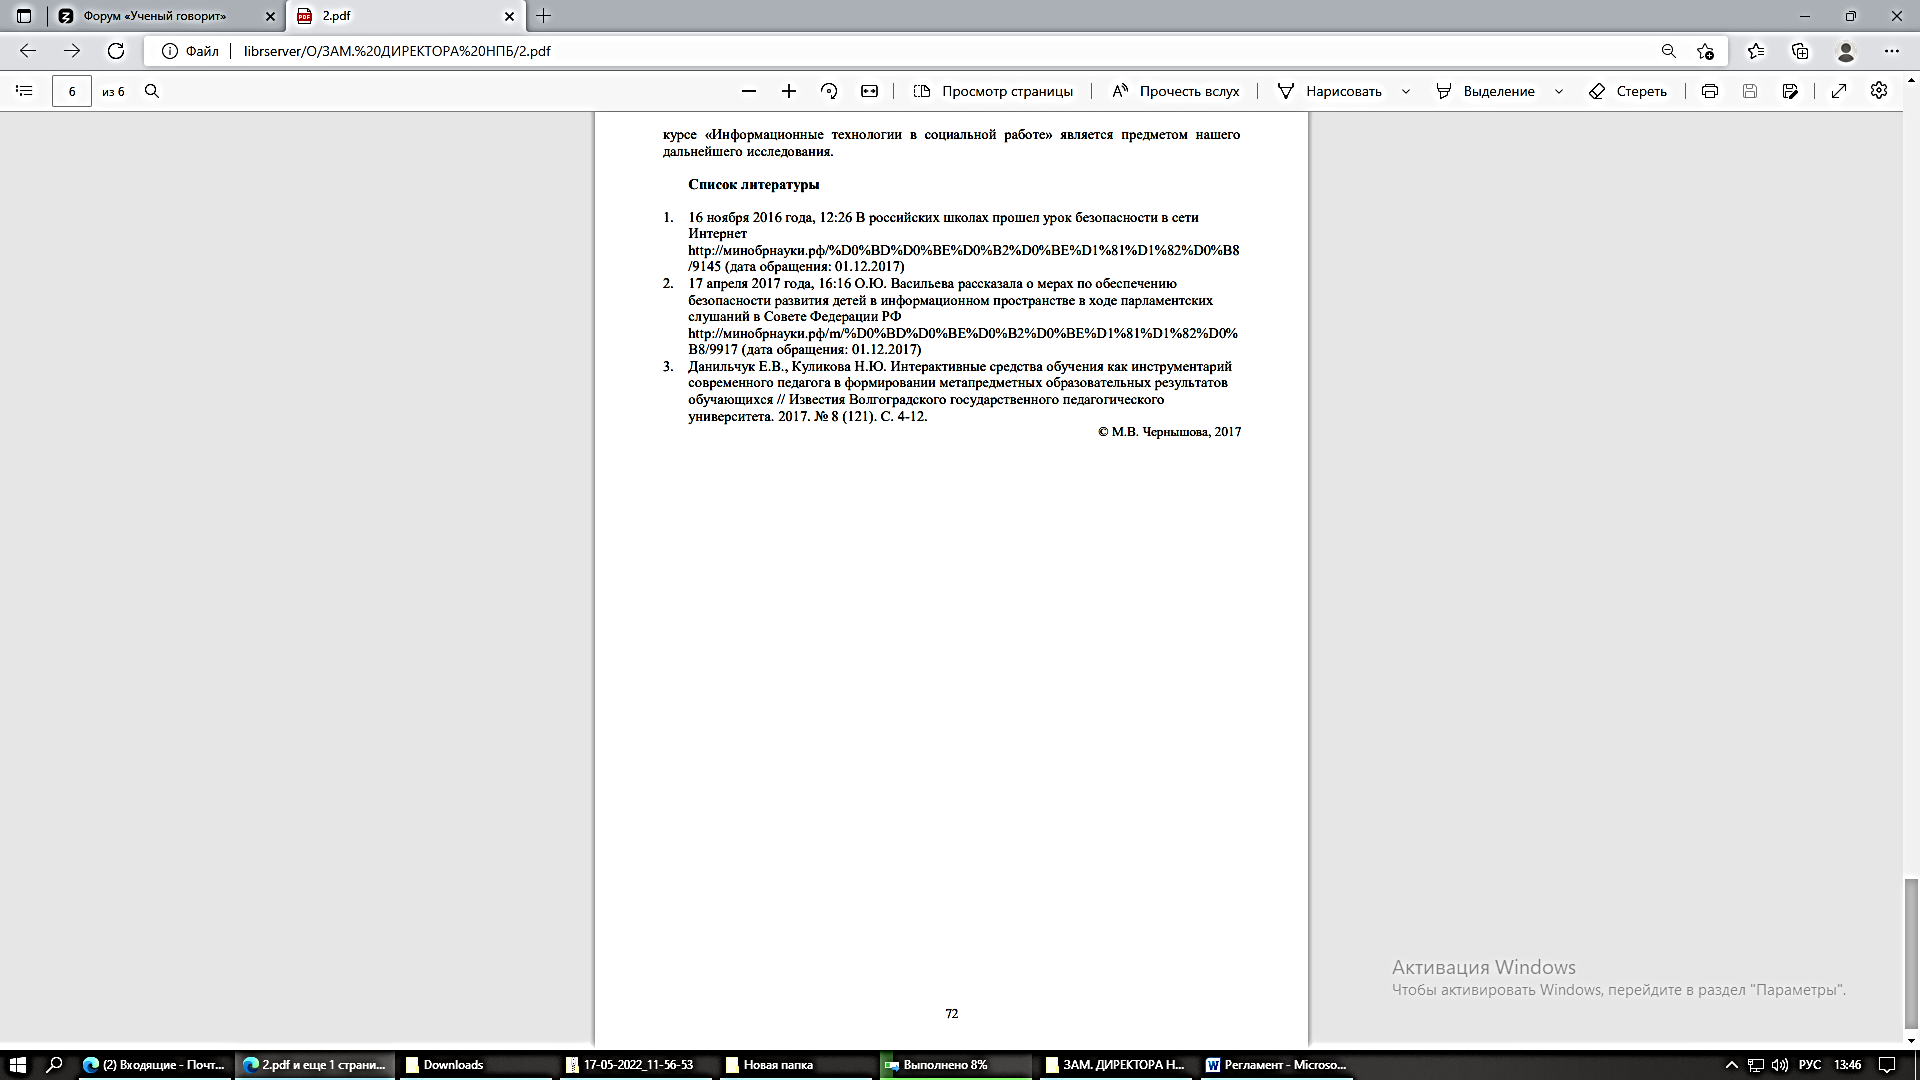 Форум «Ученый говорит»
2.pdf
Файл
librserver/O/ЗАМ.%20ДИРЕКТОРА%20НПБ/2.pdf
6
из 6
Просмотр страницы
Прочесть вслух
Нарисовать
Выделение
Стереть
курсе «Информационные технологии в социальной работе» является предметом нашего
дальнейшего исследования.
Список литературы
1. 16 ноября 2016 года, 12:26 В российских школах прошел урок безопасности в сети
Интернет
http://минобрнауки.рф/%D0%BD%D0%BE%D0%B2%D0%BE%D1%81%D1%82%D0%B8
/9145 (дата обращения: 01.12.2017)
2. 17 апреля 2017 года, 16:16 О.Ю. Васильева рассказала о мерах по обеспечению
безопасности развития детей в информационном пространстве в ходе парламентских
слушаний в Совете Федерации РФ
http://минобрнауки.рф/m/%D0%BD%D0%BE%D0%B2%D0%BE%D1%81%D1%82%D0%
B8/9917 (дата обращения: 01.12.2017)
3. Данильчук Е.В., Куликова Н.Ю. Интерактивные средства обучения как инструментарий
современного педагога в формировании метапредметных образовательных результатов
обучающихся // Известия Волгоградского государственного педагогического
университета. 2017. № 8 (121). С. 4-12.
© М.В. Чернышова, 2017
72
Активация Windows
Чтобы активировать Windows, перейдите в раздел "Параметры".
(2) Входящие - Почт...
2.pdf и еще 1 страни...
Downloads
17-05-2022_11-56-53
Новая папка
Выполнено 8%
ЗАМ. ДИРЕКТОРА Н...
Регламент - Microso...
РУС
13:46